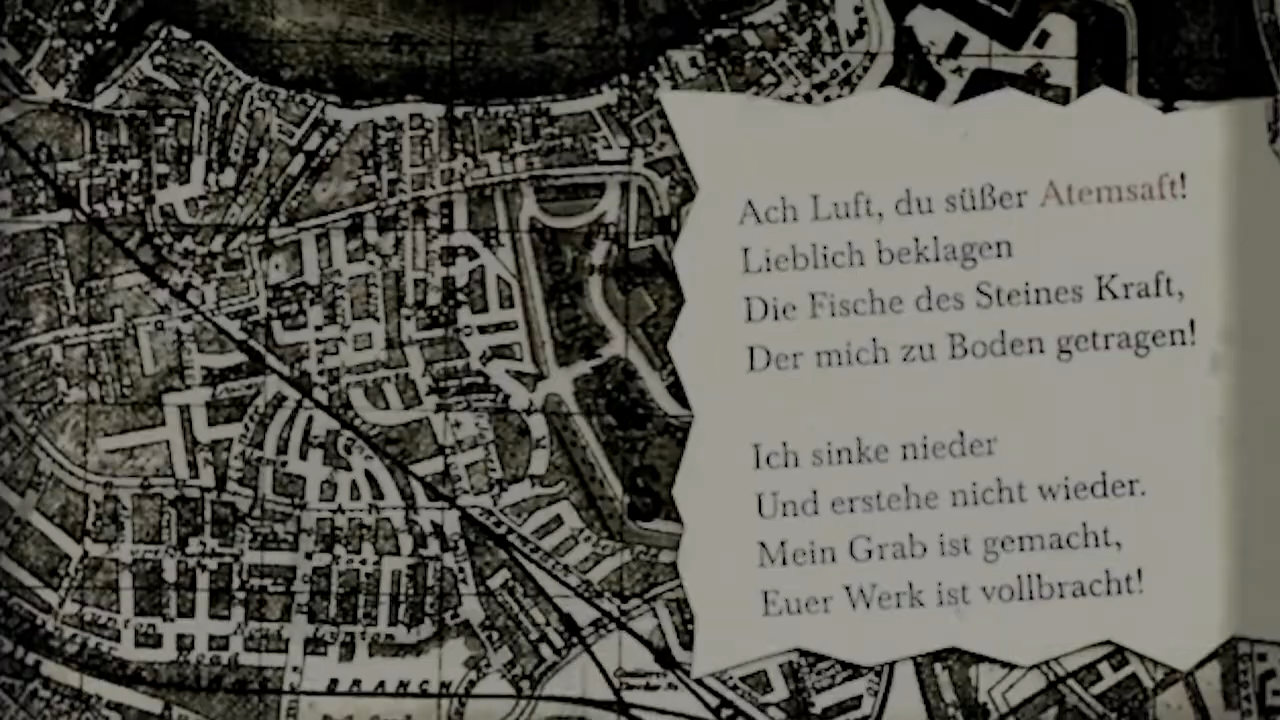 Ach Luft, du süßer Atemsaft!
Lieblich beklagen
Die Fische des Steines Kraft,
Der mich zu Boden getragen!
Ich sinke nieder
Und erstehe nicht wieder.
Mein Grab ist gemacht,
Euer Werk ist vollbracht!
BRANCH